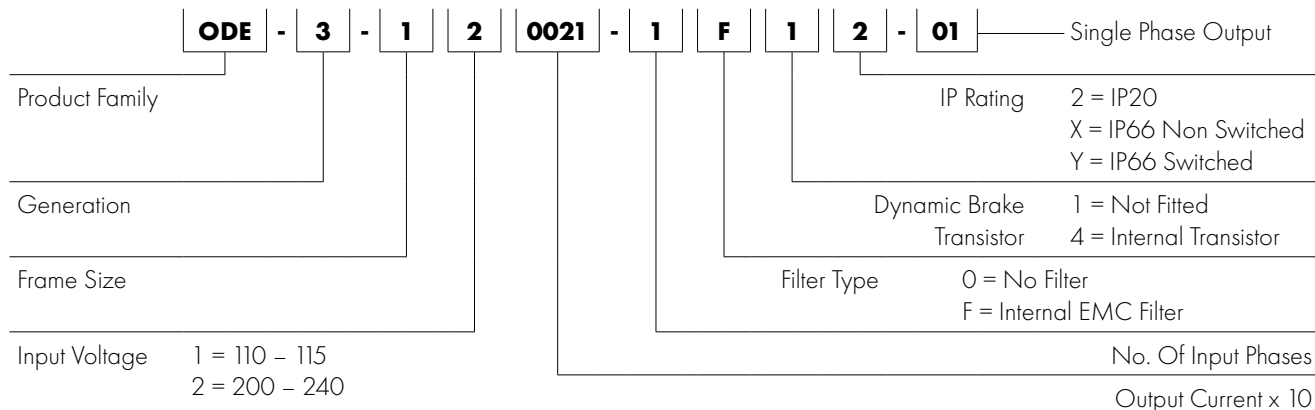 ODE - 3 - 1 2 0021 - 1 F 1 2 - 01 Single Phase Output
Product Family
IP Rating 2 = IP20
X = IP66 Non Switched
Y = IP66 Switched
Generation
Dynamic Brake 1 = Not Fitted
Transistor 4 = Internal Transistor
Frame Size
Filter Type 0 = No Filter
F = Internal EMC Filter
Input Voltage 1 = 110 – 115
2 = 200 – 240
No. Of Input Phases
Output Current x 10